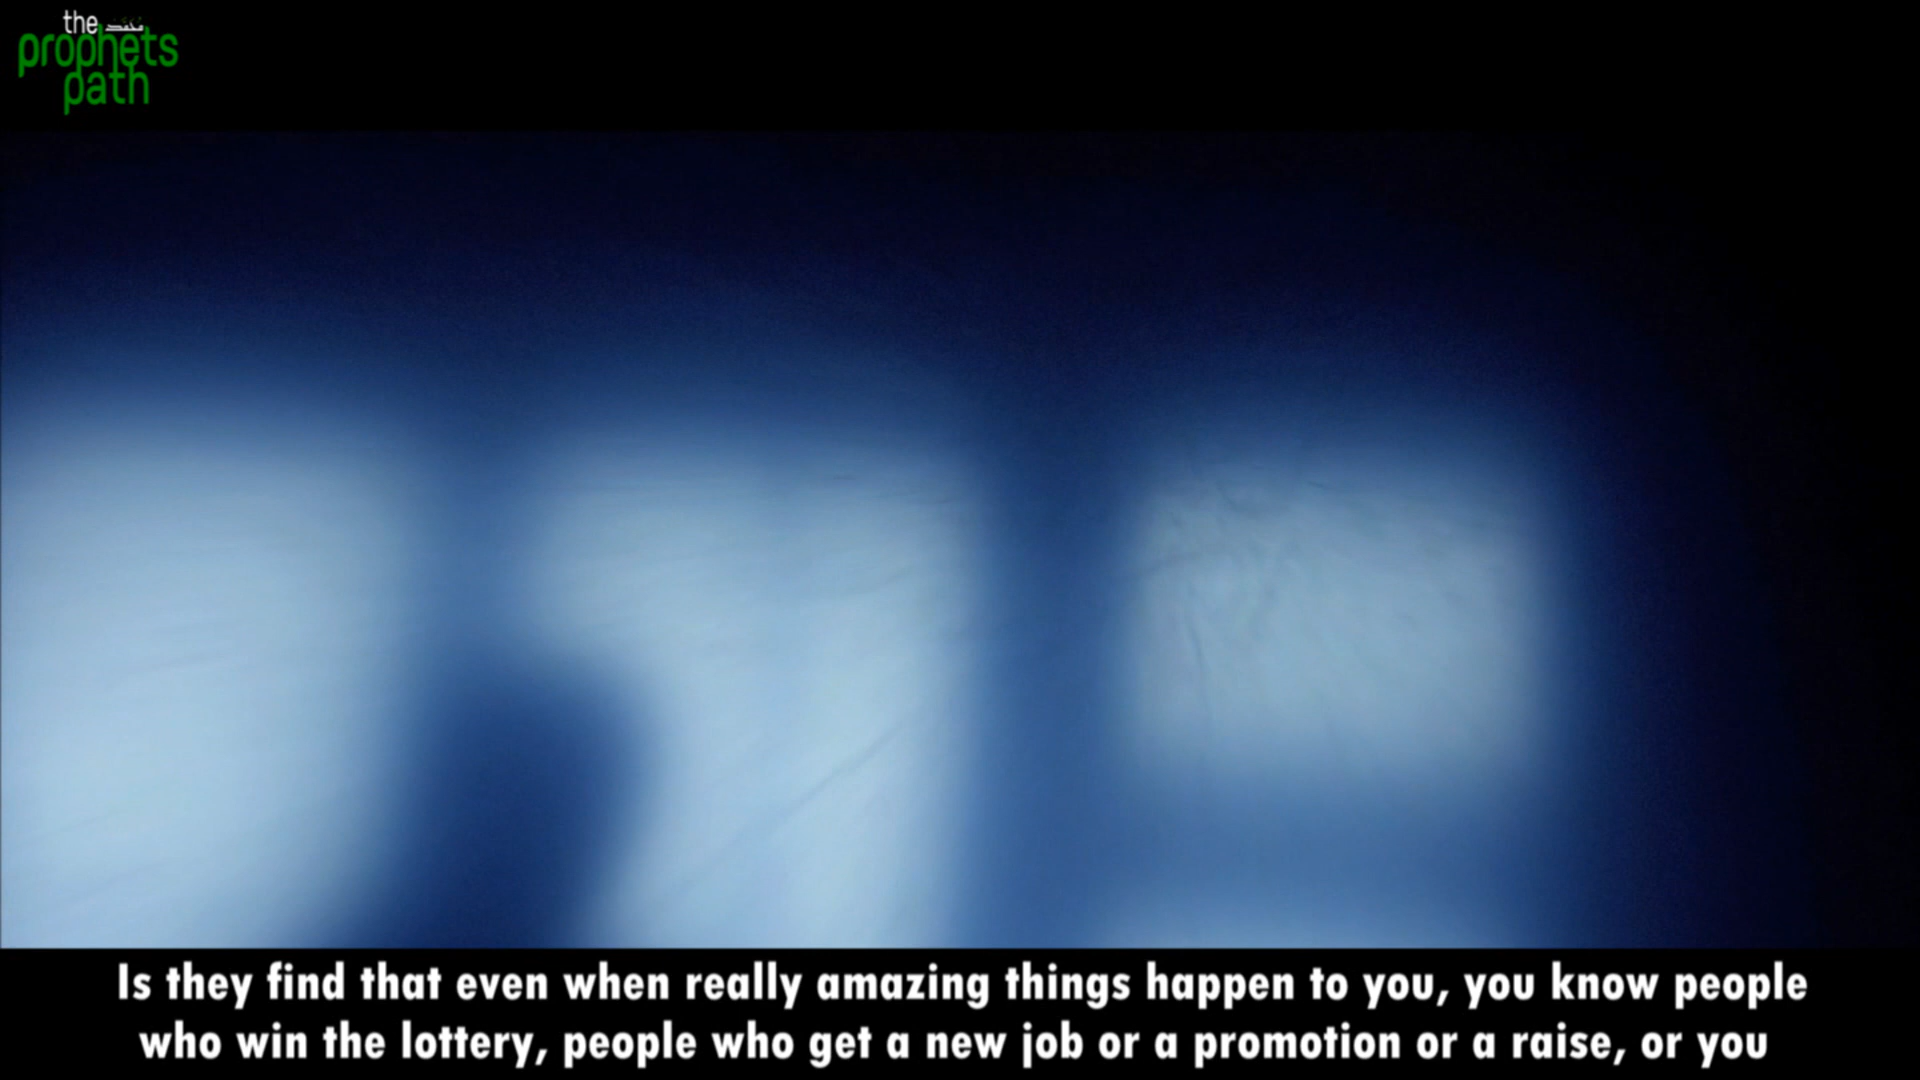 the محمد
prophets
path
Is they find that even when really amazing things happen to you, you know people
who win the lottery, people who get a new job or a promotion or a raise, or you